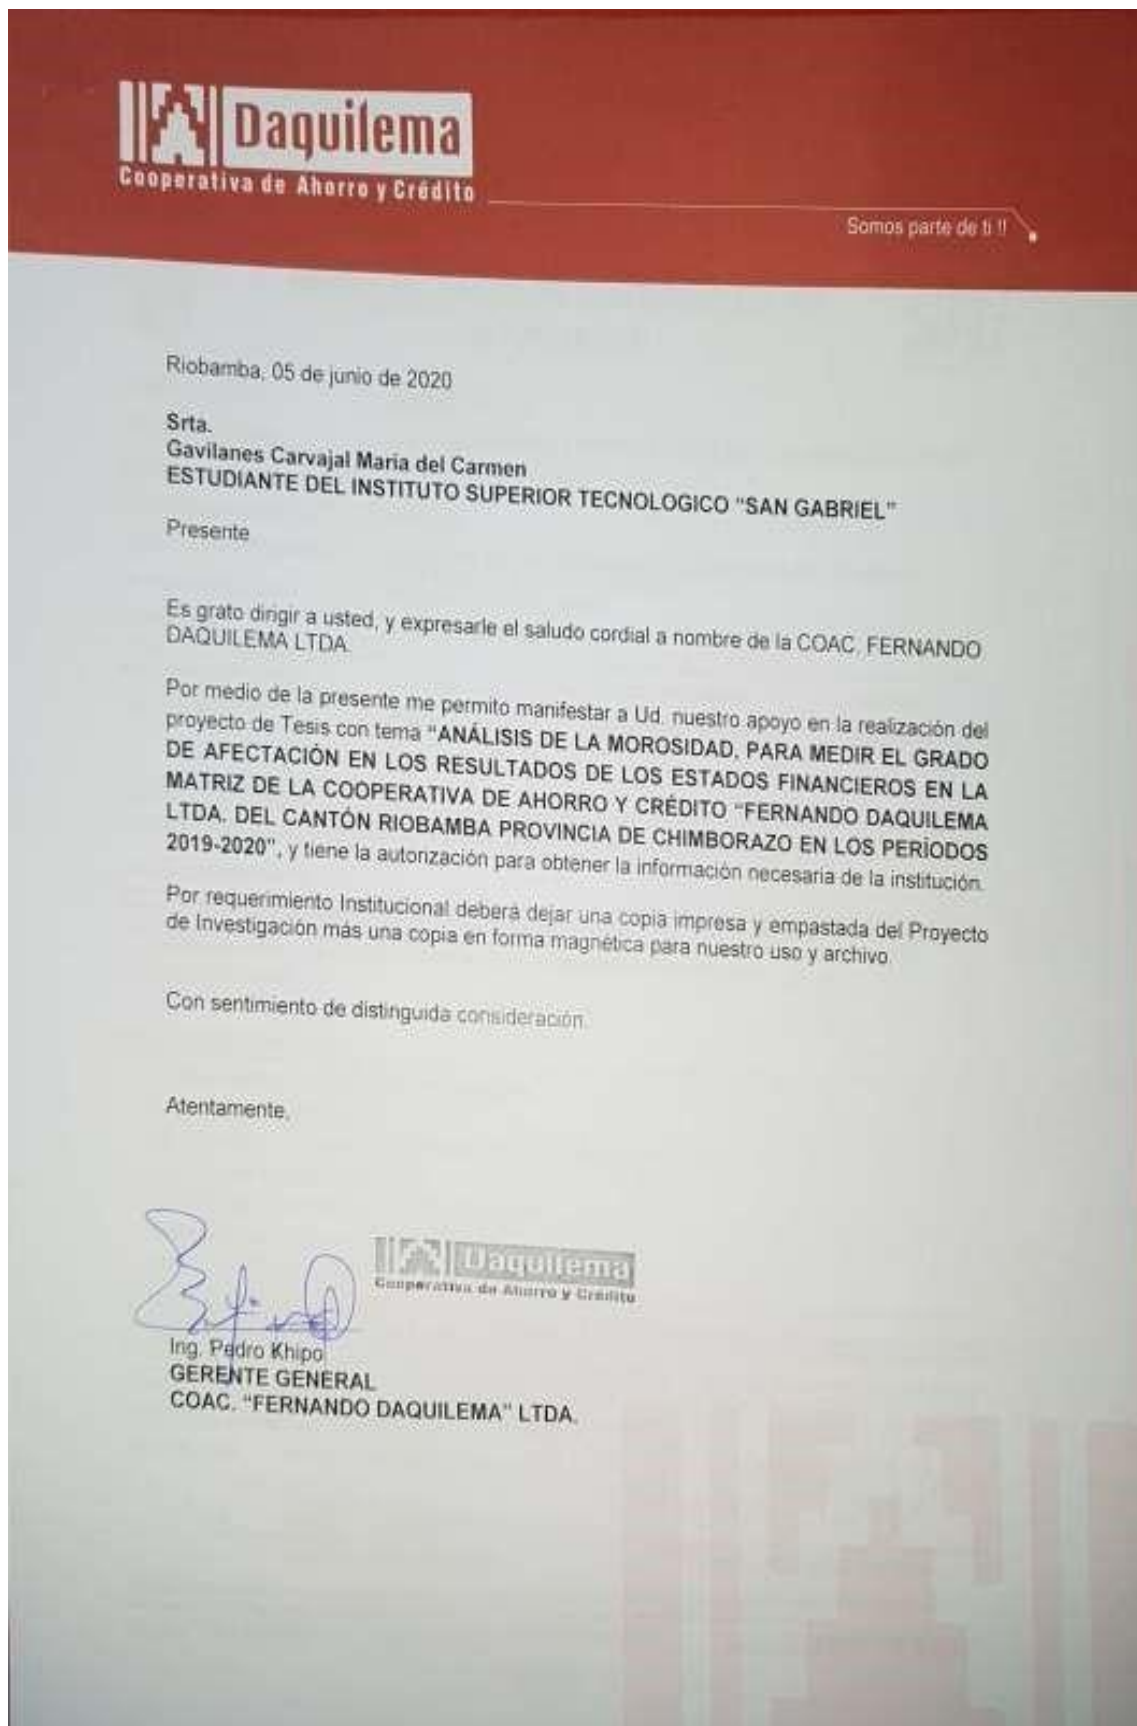 Daquilema
Cooperativa de Ahorro y Crédito
Somos parte de ti !!
Riobamba, 05 de junio de 2020
Srta.
Gavilanes Carvajal Maria del Carmen
ESTUDIANTE DEL INSTITUTO SUPERIOR TECNOLOGICO “SAN GABRIEL”
Presente
Es grato dirigir a usted, y expresarle el saludo cordial a nombre de la COAC. FERNANDO
DAQUILEMA LTDA.
Por medio de la presente me permito manifestar a Ud. nuestro apoyo en la realización del
proyecto de Tesis con tema “ANÁLISIS DE LA MOROSIDAD, PARA MEDIR EL GRADO
DE AFECTACIÓN EN LOS RESULTADOS DE LOS ESTADOS FINANCIEROS EN LA
MATRIZ DE LA COOPERATIVA DE AHORRO Y CRÉDITO “FERNANDO DAQUILEMA
LTDA. DEL CANTÓN RIOBAMBA PROVINCIA DE CHIMBORAZO EN LOS PERÍODOS
2019-2020”, y tiene la autorización para obtener la información necesaria de la institución.
Por requerimiento Institucional deberá dejar una copia impresa y empastada del Proyecto
de Investigación más una copia en forma magnética para nuestro uso y archivo.
Con sentimiento de distinguida consideración.
Atentamente,
Daquilema
Cooperativa de Ahorro y Crédito
Ing. Pedro Khipo
GERENTE GENERAL
COAC. “FERNANDO DAQUILEMA” LTDA.